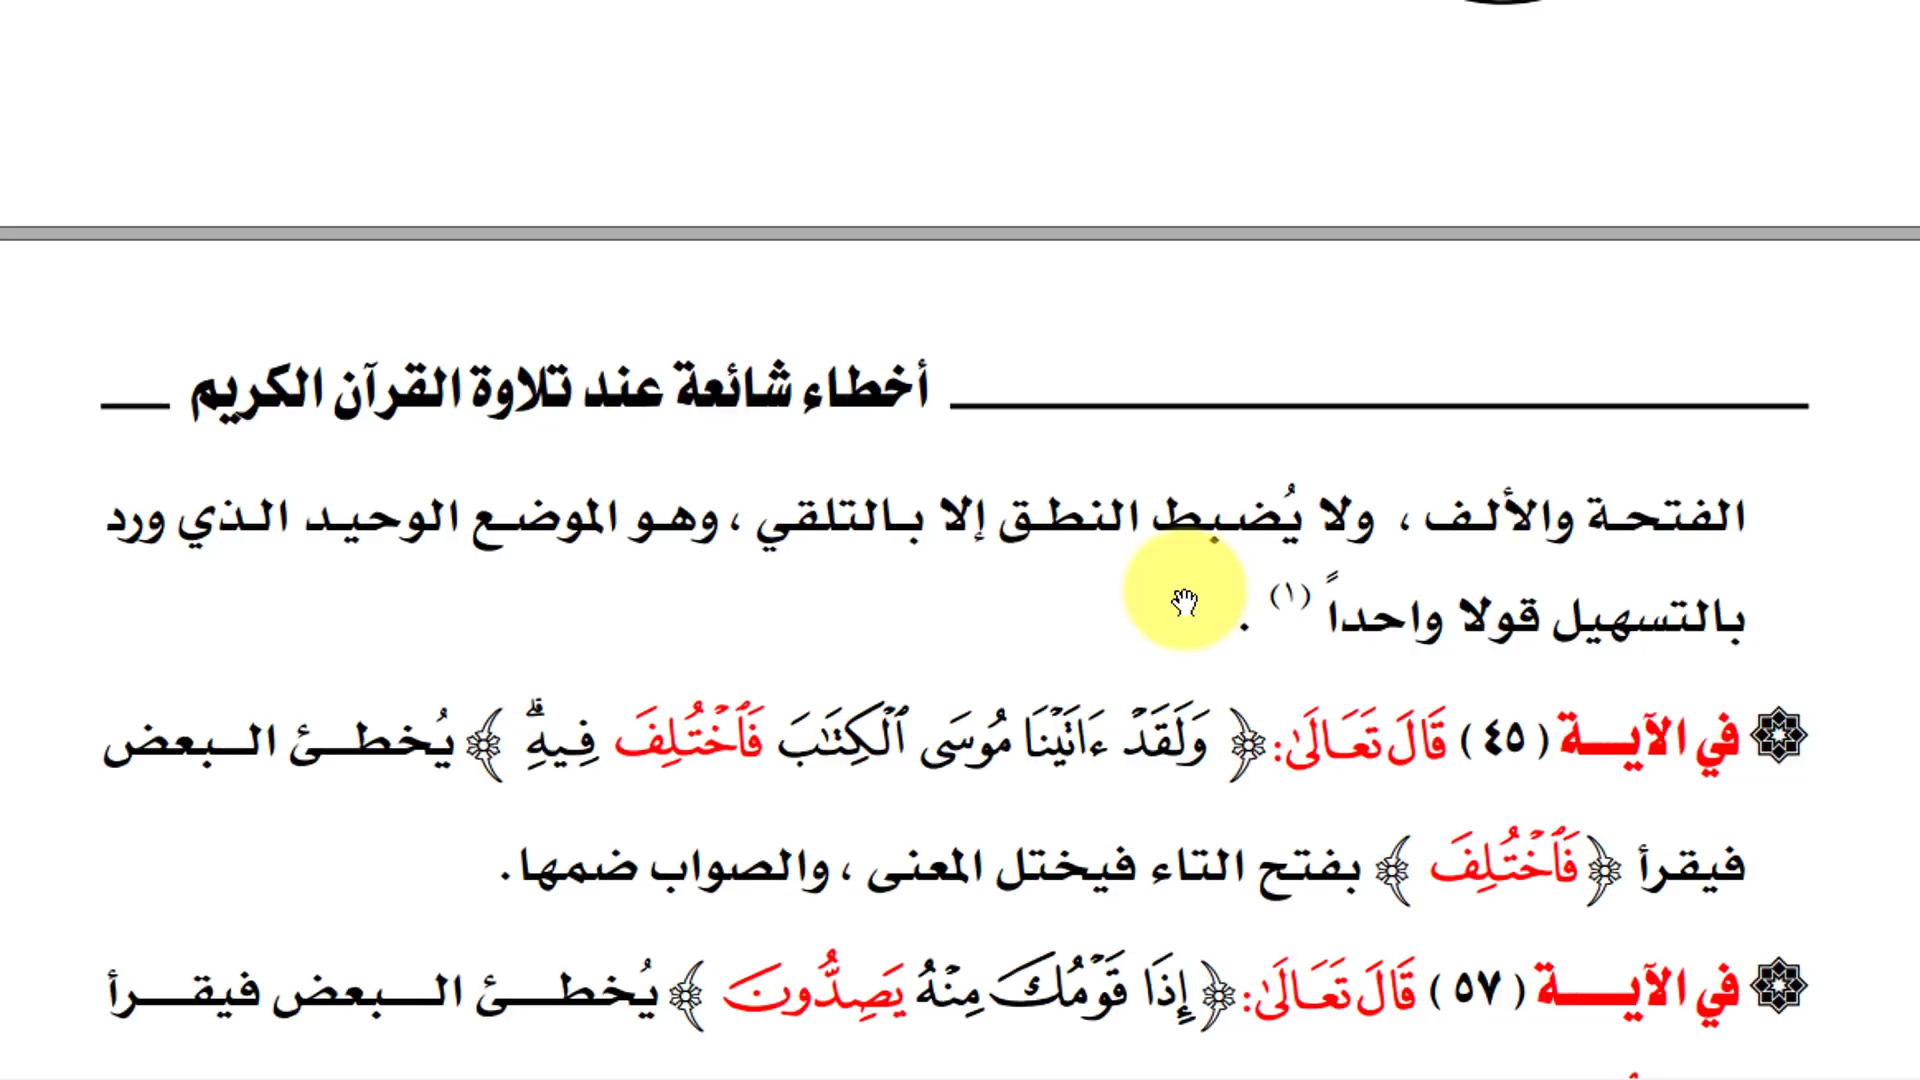 أخطاء شائعة عند تلاوة القرآن الكريم
الفتحة والألف ، ولا يُضبط النطق إلا بالتلقي ، وهو الموضع الوحيد الذي ورد
بالتسهيل قولا واحداً (١) .
في الآية (٤٥) قَالَ تَعَالَىٰ: ﴿ وَلَقَدۡ ءَاتَيۡنَا مُوسَى ٱلۡكِتَٰبَ فَٱخۡتُلِفَ فِيهِۗ ﴾ يُخطئ البعض
فيقرأ ﴿ فَٱخۡتُلِفَ ﴾ بفتح التاء فيختل المعنى ، والصواب ضمها.
في الآية (٥٧) قَالَ تَعَالَىٰ: ﴿ إِذَا قَوۡمُكَ مِنۡهُ يَصِدُّونَ ﴾ يُخطئ البعض فيقرأ